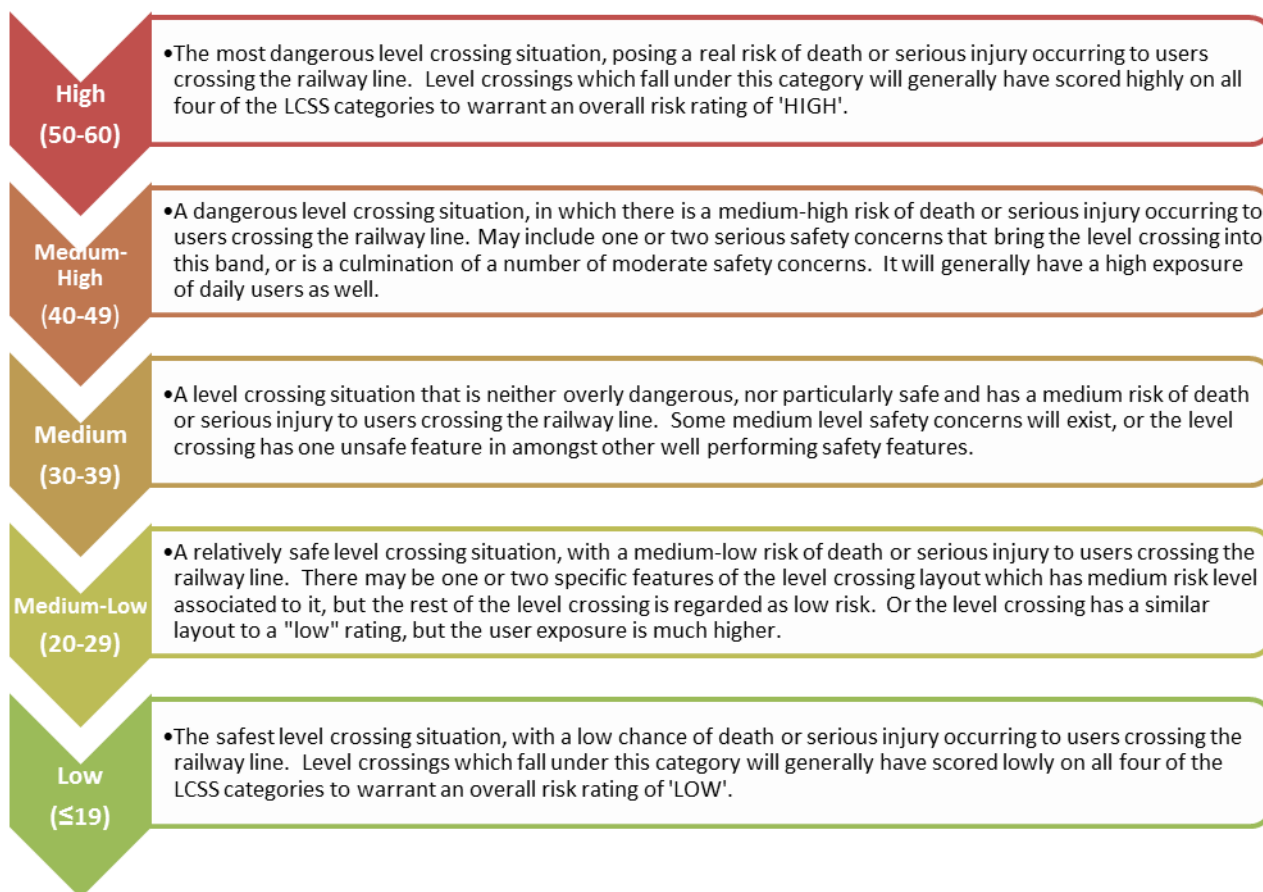 High
(50-60)
•The most dangerous level crossing situation, posing a real risk of death or serious injury occurring to users
crossing the railway line.  Level crossings which fall under this category will generally have scored highly on all
four of the LCSS categories to warrant an overall risk rating of 'HIGH'.
Medium-
High
(40-49)
•A dangerous level crossing situation, in which there is a medium-high risk of death or serious injury occurring to
users crossing the railway line. May include one or two serious safety concerns that bring the level crossing into
this band, or is a culmination of a number of moderate safety concerns.  It will generally have a high exposure
of daily users as well.
Medium
(30-39)
•A level crossing situation that is neither overly dangerous, nor particularly safe and has a medium risk of death
or serious injury to users crossing the railway line.  Some medium level safety concerns will exist, or the level
crossing has one unsafe feature in amongst other well performing safety features.
Medium-Low
(20-29)
•A relatively safe level crossing situation, with a medium-low risk of death or serious injury to users crossing the
railway line.  There may be one or two specific features of the level crossing layout which has medium risk level
associated to it, but the rest of the level crossing is regarded as low risk.  Or the level crossing has a similar
layout to a "low" rating, but the user exposure is much higher.
Low
(≤19)
•The safest level crossing situation, with a low chance of death or serious injury occurring to users crossing the
railway line.  Level crossings which fall under this category will generally have scored lowly on all four of the
LCSS categories to warrant an overall risk rating of 'LOW'.